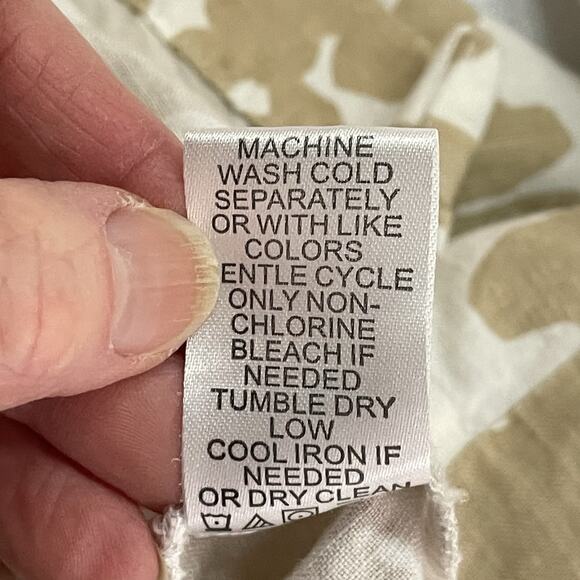 MACHINE
WASH COLD
SEPARATELY
OR WITH LIKE
COLORS
ENTLE CYCLE
ONLY NON-
CHLORINE
BLEACH IF
NEEDED
TUMBLE DRY
LOW
COOL IRON IF
NEEDED
OR DRY CLEAN